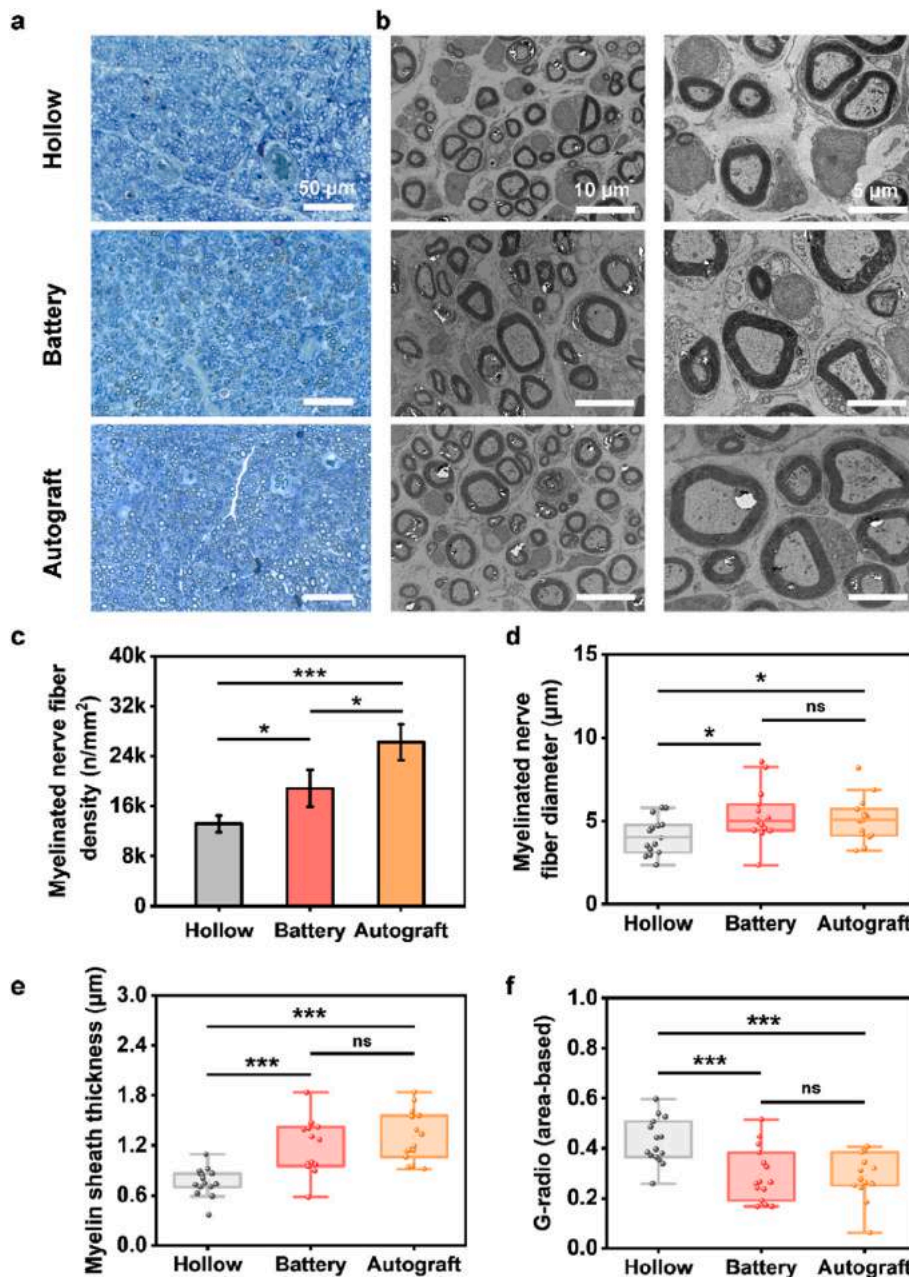 a
b
Hollow
50 µm
10 µm
5 µm
Battery
Autograft
c
Myelinated nerve fiber
density (n/mm²)
40k
32k
24k
16k
8k
0
***
*
*
Hollow Battery Autograft
d
Myelinated nerve
fiber diameter (µm)
15
10
5
0
*
ns
*
Hollow Battery Autograft
e
Myelin sheath thickness (µm)
3.0
2.4
1.8
1.2
0.6
0.0
***
ns
***
Hollow Battery Autograft
f
G-radio (area-based)
1.0
0.8
0.6
0.4
0.2
0.0
***
***
ns
Hollow Battery Autograft